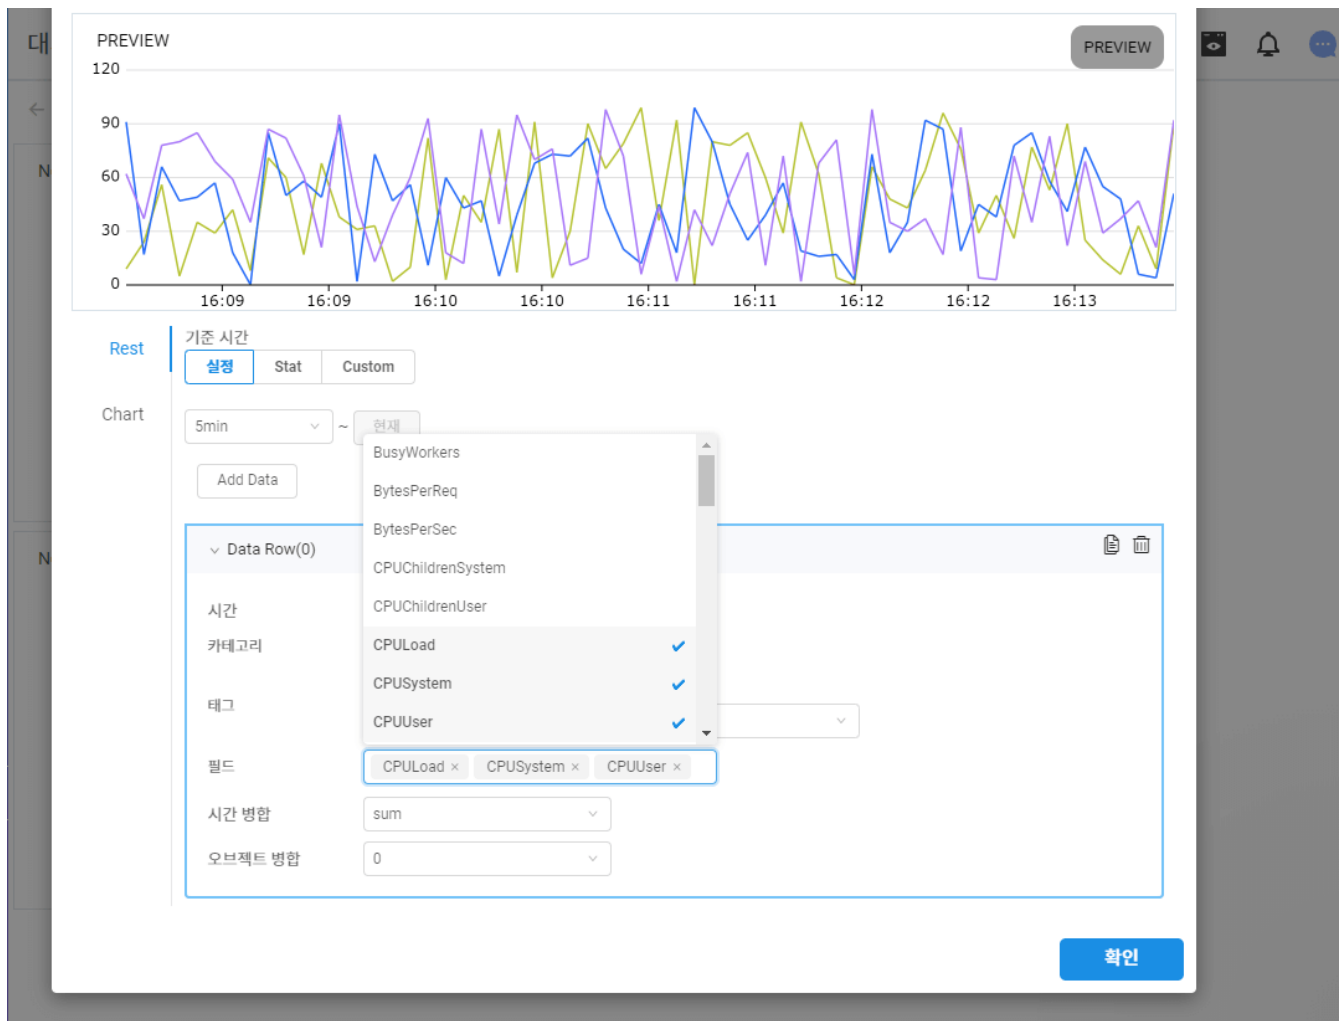 대
PREVIEW
PREVIEW
120
90
60
30
0
16:09 16:09 16:10 16:10 16:11 16:11 16:12 16:12 16:13
N
Rest
기준 시간
실정 Stat Custom
Chart
5min ~ 현재
Add Data
BusyWorkers
BytesPerReq
BytesPerSec
CPUChildrenSystem
CPUChildrenUser
CPULoad
CPUSystem
CPUUser
N
Data Row(0)
시간
카테고리
태그
필드
CPULoad × CPUSystem × CPUUser ×
시간 병합
sum
오브젝트 병합
0
확인